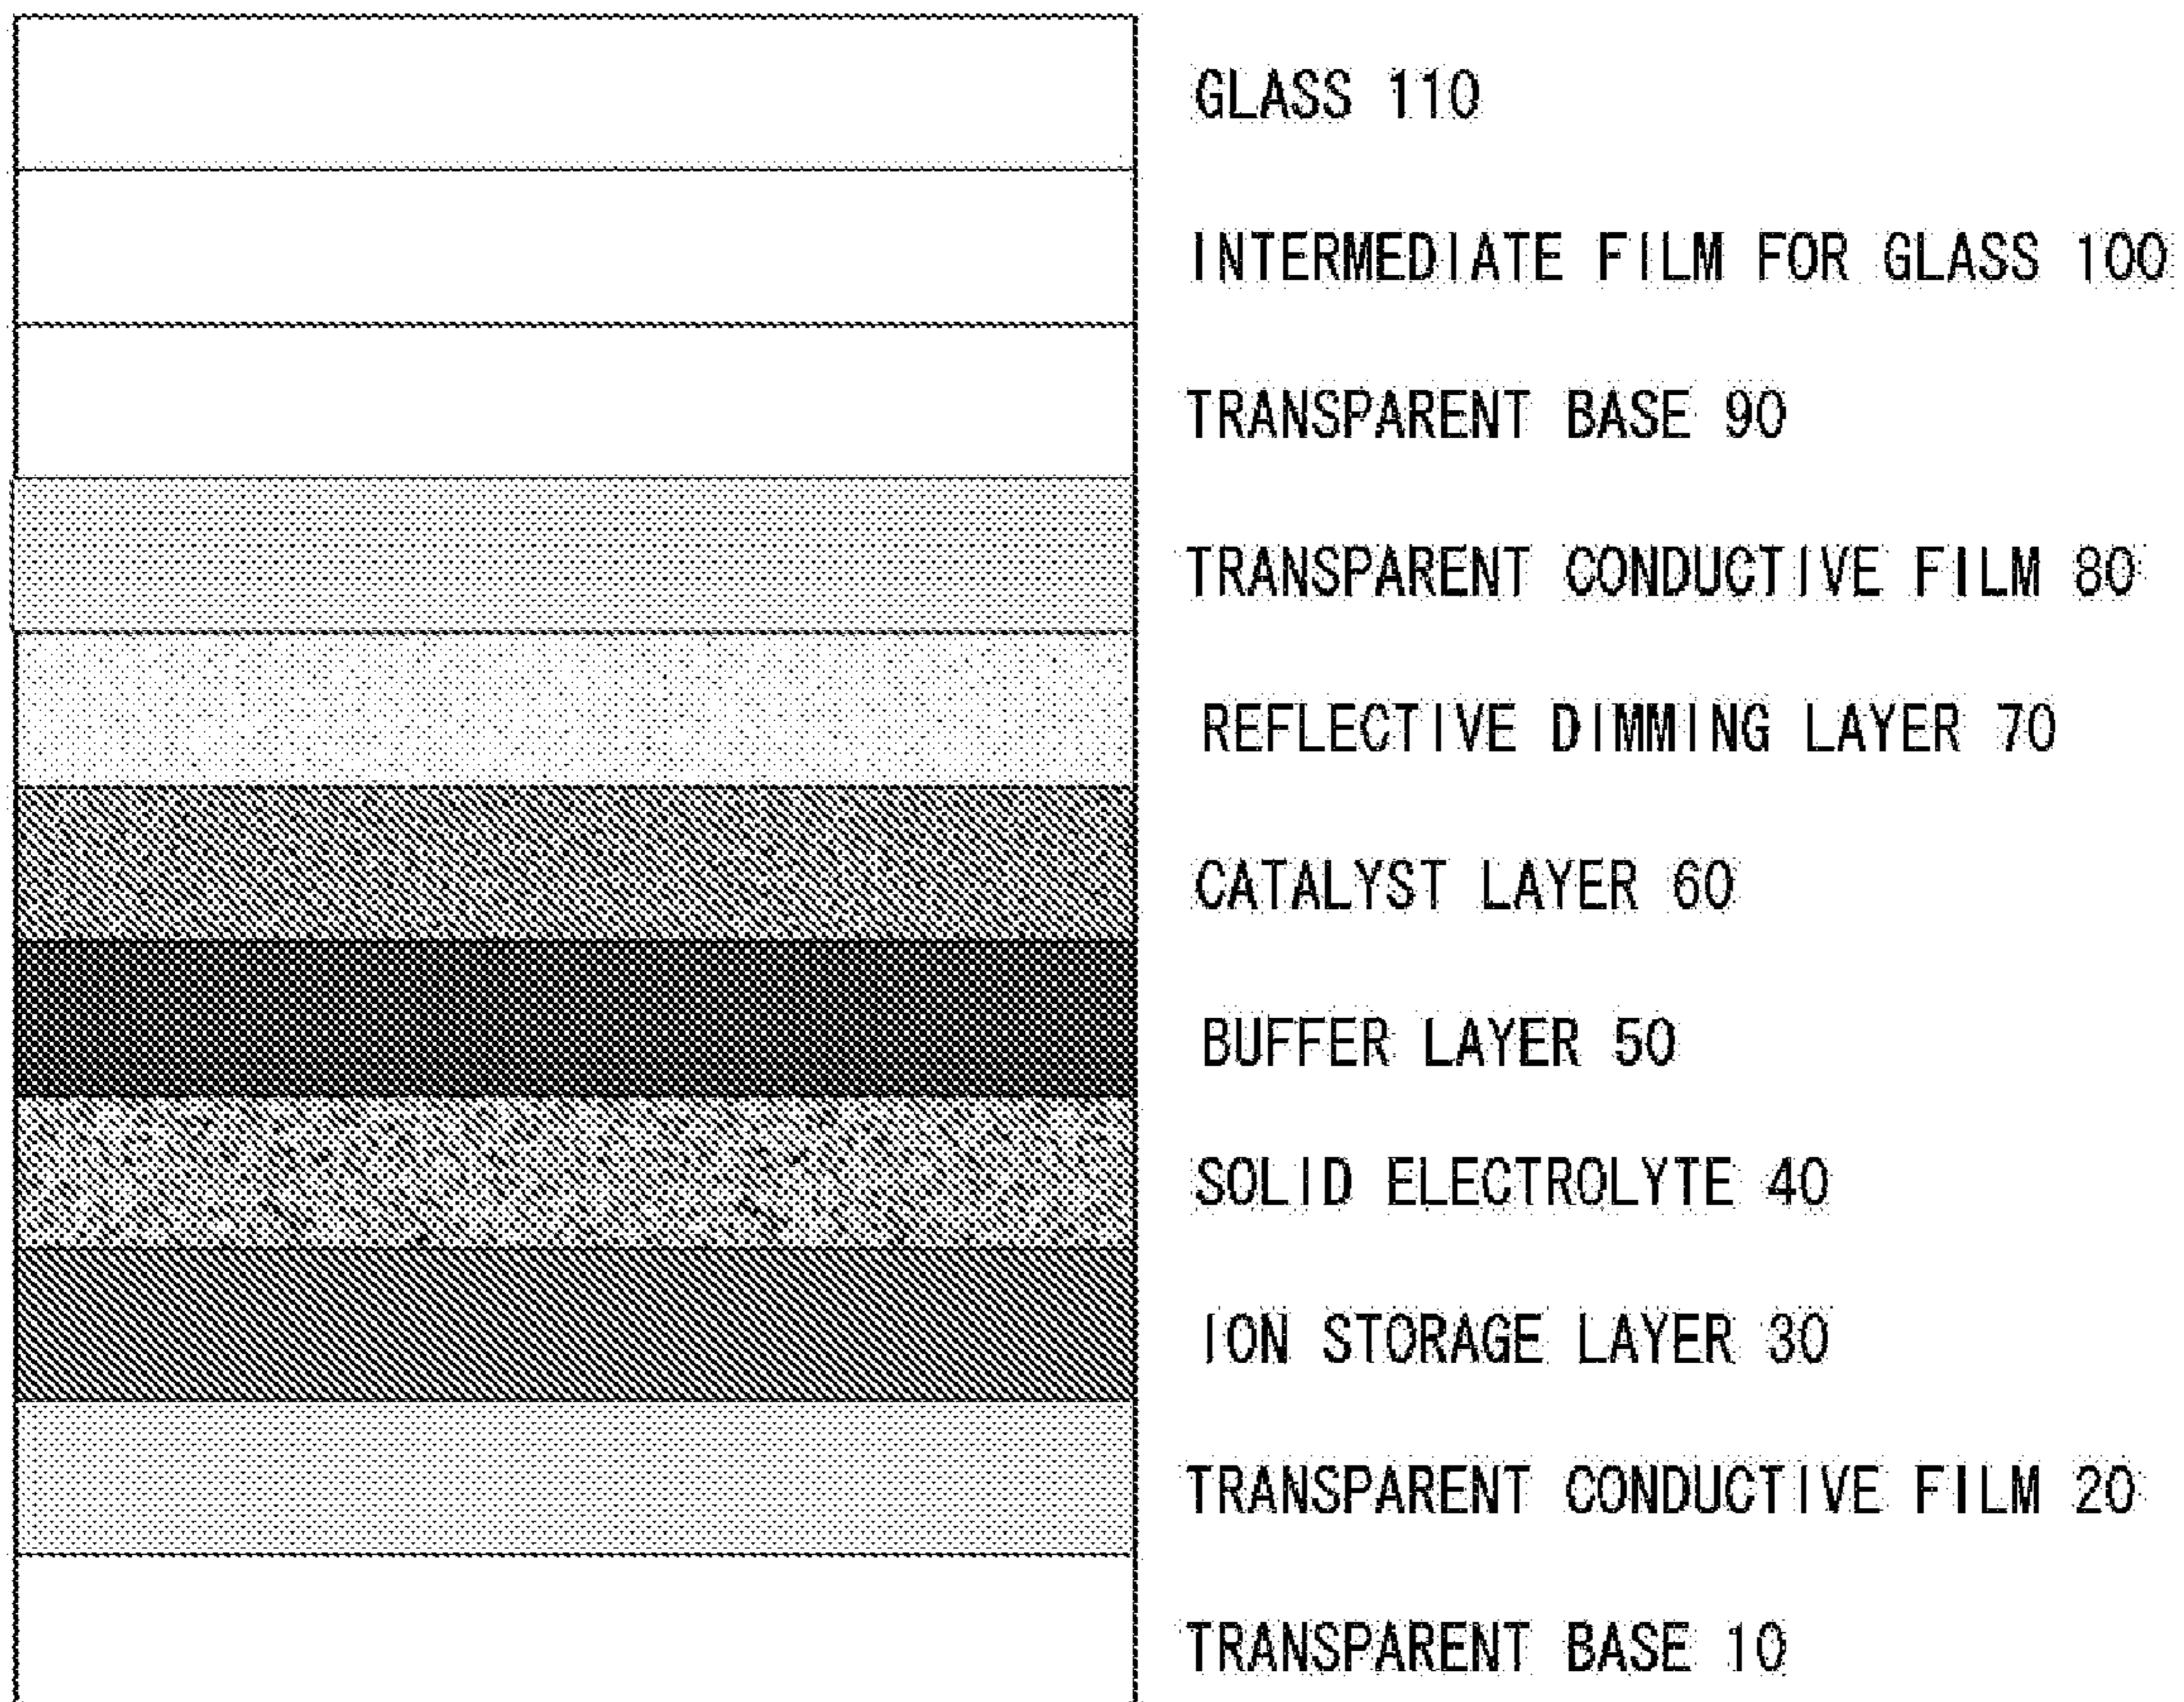 GLASS 110
INTERMEDIATE FILM FOR GLASS 100
TRANSPARENT BASE 90
TRANSPARENT CONDUCTIVE FILM 80
REFLECTIVE DIMMING LAYER 70
CATALYST LAYER 60
BUFFER LAYER 50
SOLID ELECTROLYTE 40
ION STORAGE LAYER 30
TRANSPARENT CONDUCTIVE FILM 20
TRANSPARENT BASE 10